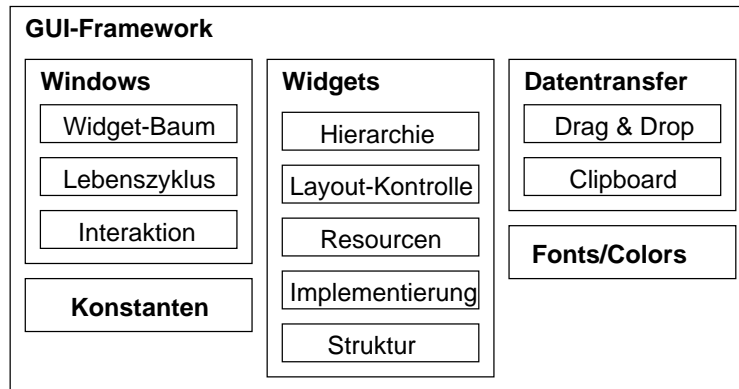 GUI-Framework
Windows
Widget-Baum
Lebenszyklus
Interaktion
Konstanten
Widgets
Hierarchie
Layout-Kontrolle
Resourcen
Implementierung
Struktur
Datentransfer
Drag & Drop
Clipboard
Fonts/Colors